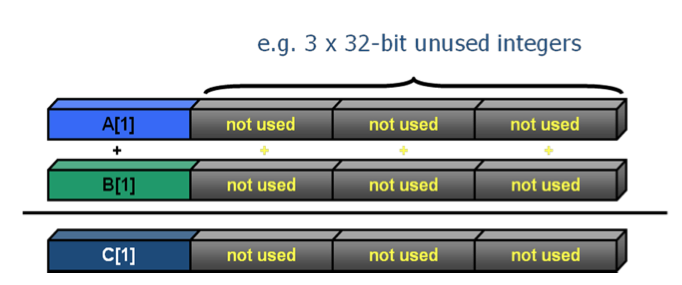 e.g. 3 x 32-bit unused integers
A[1] not used not used not used
+ + + +
B[1] not used not used not used
C[1] not used not used not used